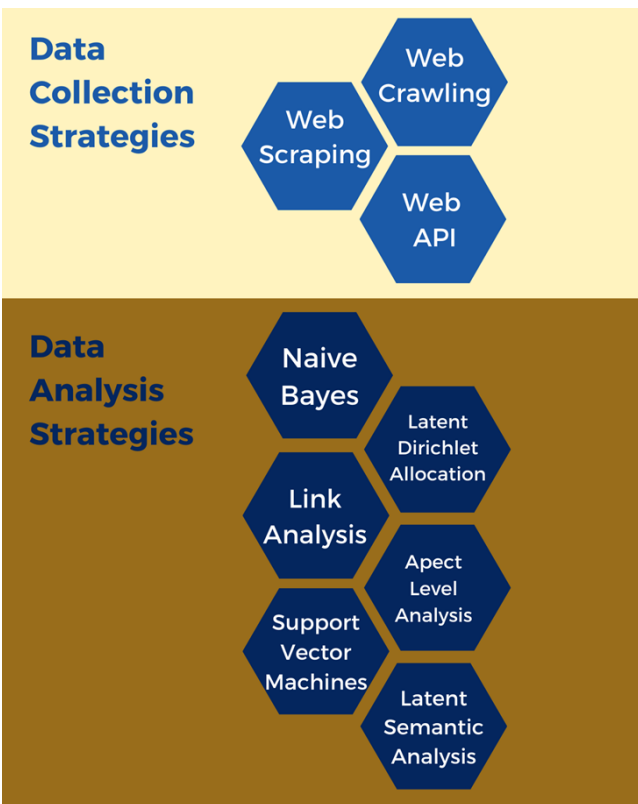 Data
Collection
Strategies
Web
Crawling
Web
Scraping
Web
API
Data
Analysis
Strategies
Naive
Bayes
Latent
Dirichlet
Allocation
Link
Analysis
Apect
Level
Analysis
Support
Vector
Machines
Latent
Semantic
Analysis